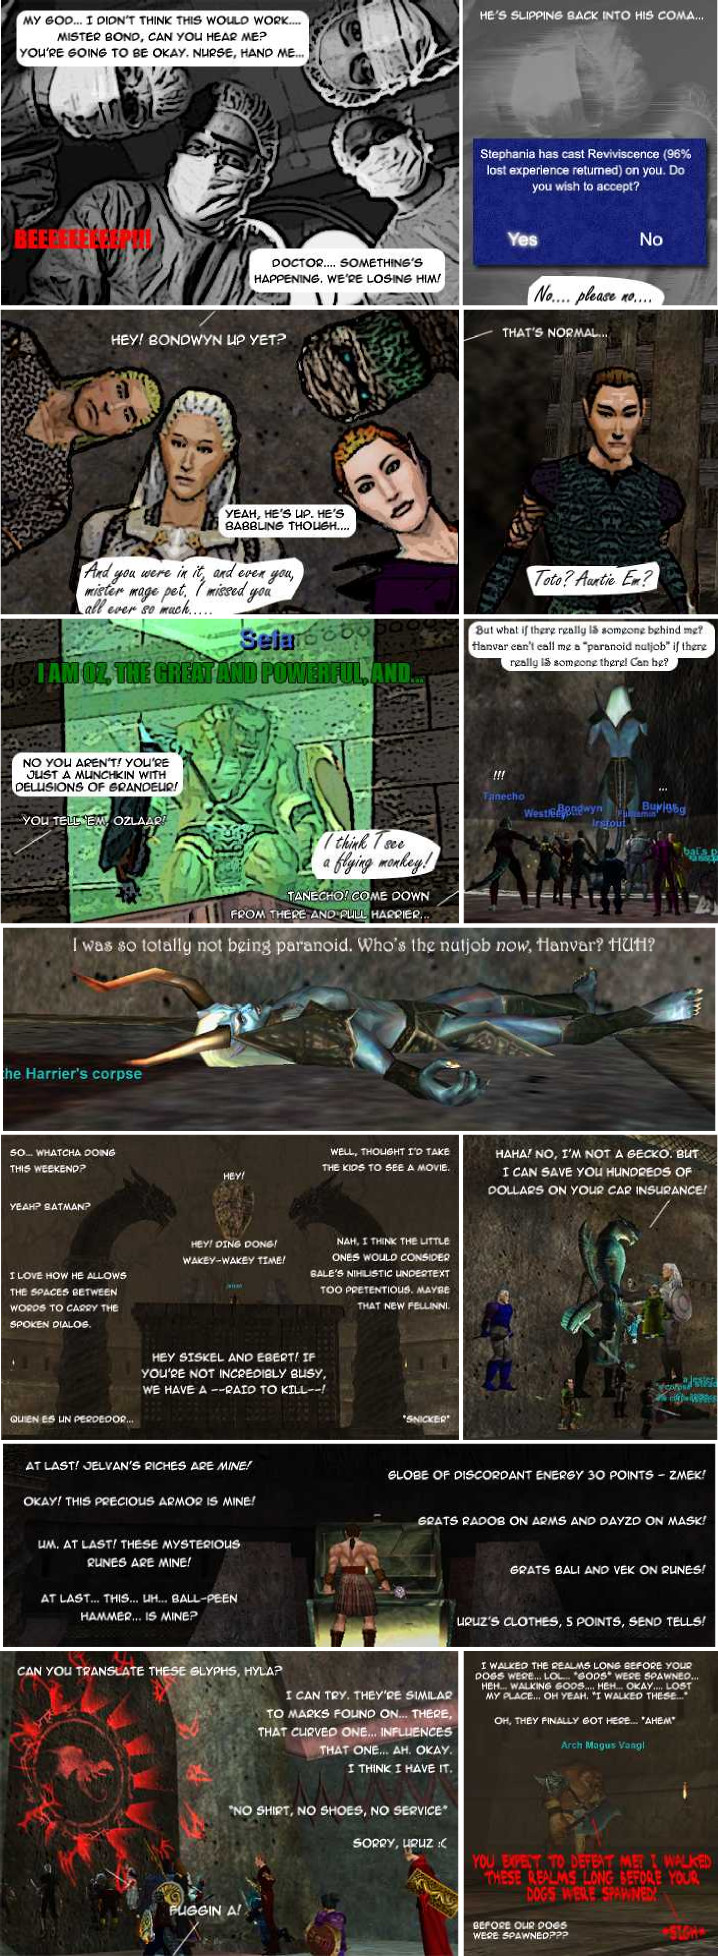 MY GOD... I DIDN'T THINK THIS WOULD WORK....
MISTER BOND, CAN YOU HEAR ME?
YOU'RE GOING TO BE OKAY. NURSE, HAND ME...
BEEEEEEEEEP!!!
DOCTOR.... SOMETHING'S
HAPPENING. WE'RE LOSING HIM!
HE'S SLIPPING BACK INTO HIS COMA...
Stephania has cast Reviviscence (96%
lost experience returned) on you. Do
you wish to accept?
Yes No
No.... please no....
HEY! BONDWYN UP YET?
YEAH, HE'S UP. HE'S
BABBLING THOUGH....
And you were in it, and even you,
mister mage pet, I missed you
all ever so much.....
THAT'S NORMAL...
Toto? Auntie Em?
Sefa
I AM OZ, THE GREAT AND POWERFUL, AND...
NO YOU AREN'T! YOU'RE
JUST A MUNCHKIN WITH
DELUSIONS OF GRANDEUR!
YOU TELL 'EM, OZLAAR!
I think I see
a flying monkey!
TANECHO! COME DOWN
FROM THERE AND PULL HARRIER...
But what if there really IS someone behind me?
Hanvar can't call me a "paranoid nutjob" if there
really IS someone there! Can he?
!!!
...
Tanecho
Bondwyn
I was so totally not being paranoid. Who's the nutjob now, Hanvar? HUH?
he Harrier's corpse
SO... WHATCHA DOING
THIS WEEKEND?
WELL, THOUGHT I'D TAKE
THE KIDS TO SEE A MOVIE.
HEY!
YEAH? BATMAN?
HEY! DING DONG!
WAKEY-WAKEY TIME!
NAH, I THINK THE LITTLE
ONES WOULD CONSIDER
BALE'S NIHILISTIC UNDERTEXT
TOO PRETENTIOUS. MAYBE
THAT NEW FELLINNI.
I LOVE HOW HE ALLOWS
THE SPACES BETWEEN
WORDS TO CARRY THE
SPOKEN DIALOG.
HEY SISKEL AND EBERT! IF
YOU'RE NOT INCREDIBLY BUSY,
WE HAVE A --RAID TO KILL--!
QUIEN ES UN PERDEDOR...
*SNICKER*
HAHA! NO, I'M NOT A GECKO. BUT
I CAN SAVE YOU HUNDREDS OF
DOLLARS ON YOUR CAR INSURANCE!
AT LAST! JELVAN'S RICHES ARE MINE!
GLOBE OF DISCORDANT ENERGY 30 POINTS - ZMEK!
OKAY! THIS PRECIOUS ARMOR IS MINE!
GRATS RADOB ON ARMS AND DAYZD ON MASK!
UM. AT LAST! THESE MYSTERIOUS
RUNES ARE MINE!
GRATS BALI AND VEK ON RUNES!
AT LAST... THIS... UH... BALL-PEEN
HAMMER... IS MINE?
URUZ'S CLOTHES, 5 POINTS, SEND TELLS!
CAN YOU TRANSLATE THESE GLYPHS, HYLA?
I CAN TRY. THEY'RE SIMILAR
TO MARKS FOUND ON... THERE,
THAT CURVED ONE... INFLUENCES
THAT ONE... AH. OKAY.
I THINK I HAVE IT.
"NO SHIRT, NO SHOES, NO SERVICE"
SORRY, URUZ :(
FUGGIN A!
I WALKED THE REALMS LONG BEFORE YOUR
DOGS WERE... LOL... "GODS" WERE SPAWNED...
HEH... WALKING GODS.... HEH... OKAY.... LOST
MY PLACE... OH YEAH. "I WALKED THESE..."
OH, THEY FINALLY GOT HERE... *AHEM*
Arch Magus Vangl
YOU EXPECT TO DEFEAT ME? I WALKED
THESE REALMS LONG BEFORE YOUR
DOGS WERE SPAWNED!
BEFORE OUR DOGS
WERE SPAWNED???
*SIGH*